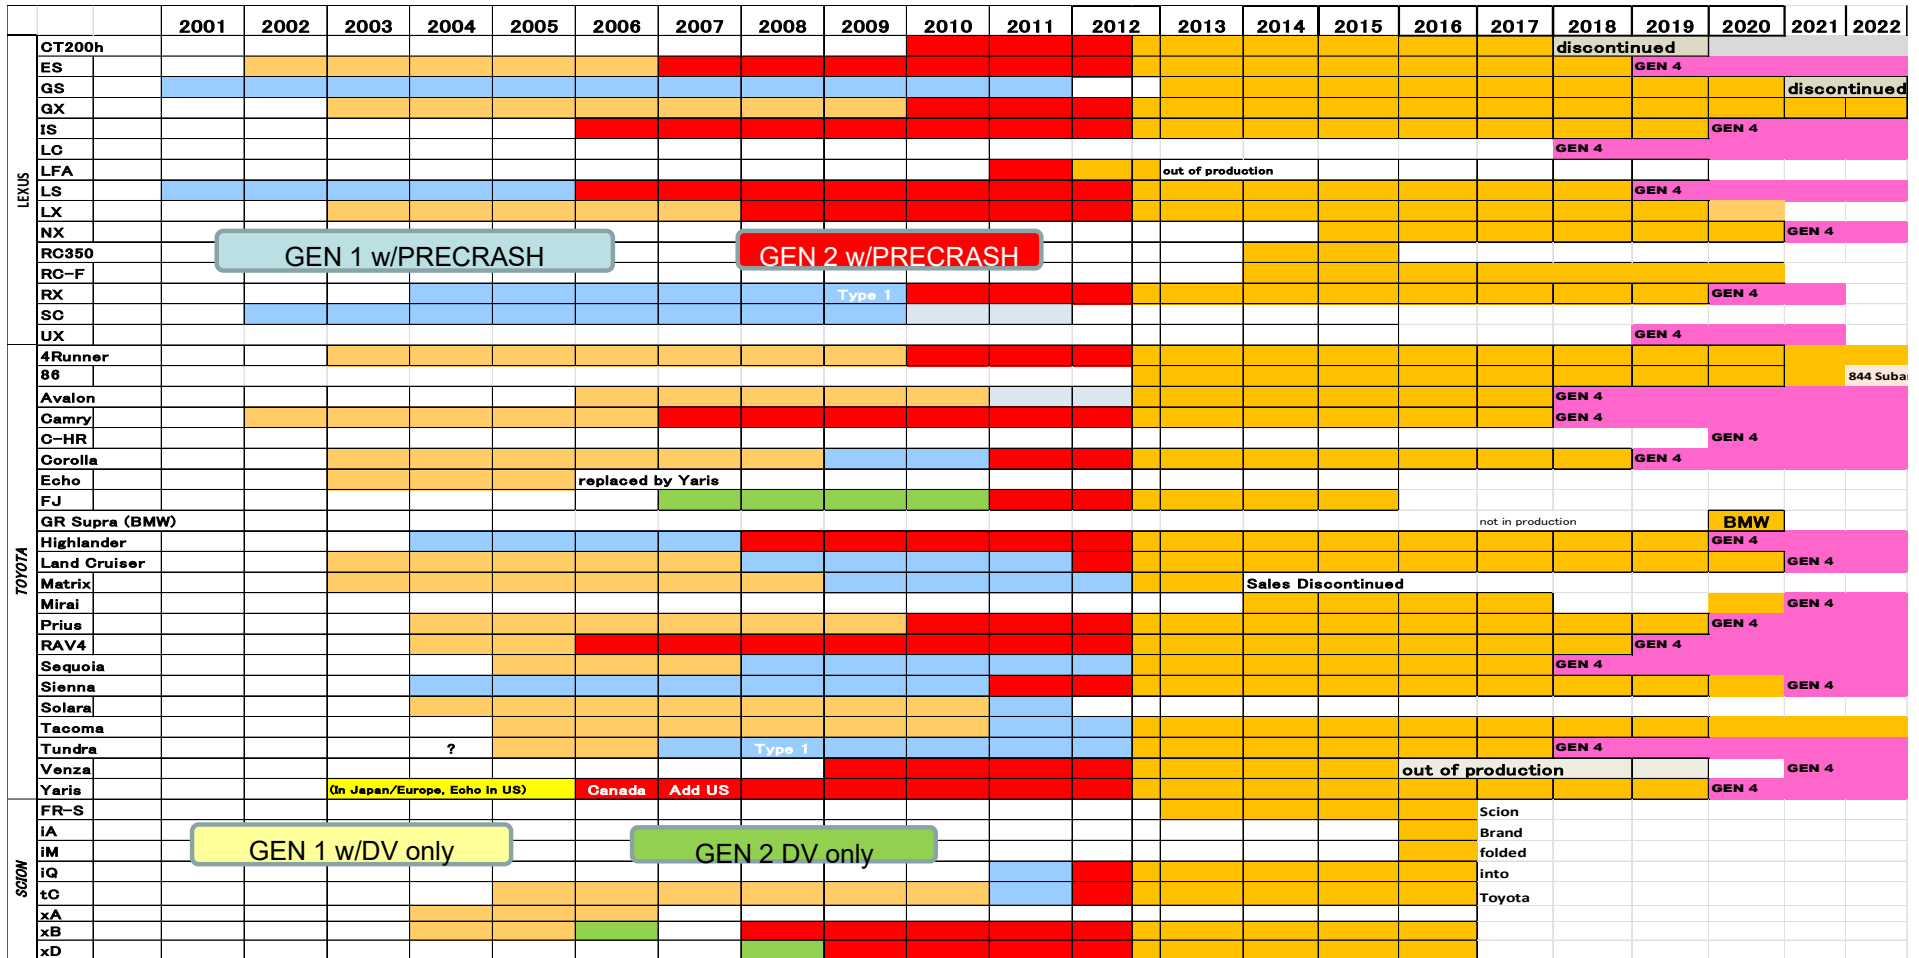 2001 2002 2003 2004 2005 2006 2007 2008 2009 2010 2011 2012 2013 2014 2015 2016 2017 2018 2019 2020 2021 2022
LEXUS
CT200h discontinued
ES GEN 4
GS discontinued
GX
IS GEN 4
LC GEN 4
LFA out of production
LS GEN 4
LX
NX GEN 4
GEN 1 w/PRECRASH GEN 2 w/PRECRASH
RC350
RC-F
RX Type 1 GEN 4
SC
UX GEN 4
TOYOTA
4Runner
86 844 Subar
Avalon GEN 4
Camry GEN 4
C-HR GEN 4
Corolla GEN 4
Echo replaced by Yaris
FJ
GR Supra (BMW) not in production BMW
Highlander GEN 4
Land Cruiser GEN 4
Matrix Sales Discontinued
Mirai GEN 4
Prius GEN 4
RAV4 GEN 4
Sequoia GEN 4
Sienna GEN 4
Solara
Tacoma
Tundra ? Type 1 GEN 4
Venza out of production GEN 4
Yaris (In Japan/Europe, Echo in US) Canada Add US GEN 4
SCION
FR-S Scion
iA Brand
GEN 1 w/DV only GEN 2 DV only
iM folded
iQ into
tC Toyota
xA
xB
xD